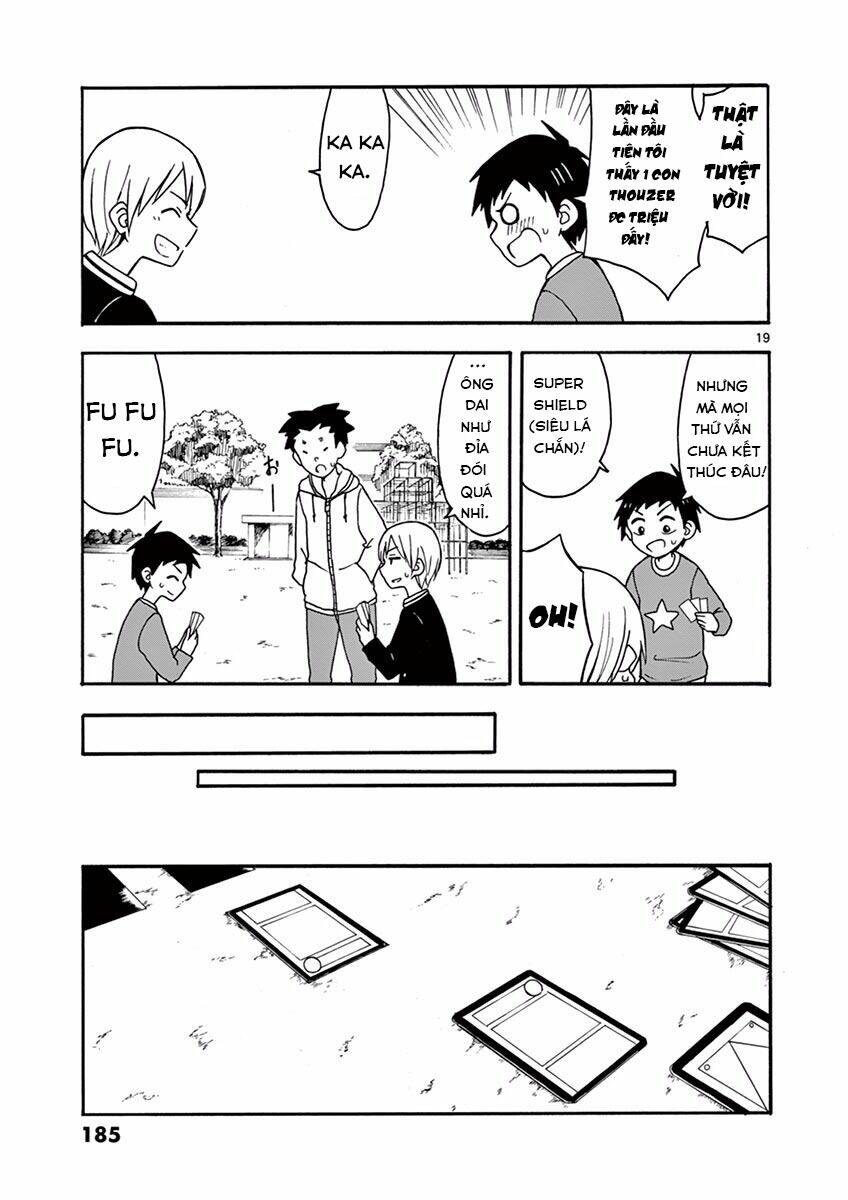 THẬT
LÀ
TUYỆT
VỜI!
ĐÂY LÀ
LẦN ĐẦU
TIÊN TÔI
THẤY 1 CON
THOUZER
ĐC TRIỆU
ĐẤY!
KA KA
KA.
19
NHƯNG
MÀ MỌI
THỨ VẪN
CHƯA KẾT
THÚC ĐÂU!
SUPER
SHIELD
(SIÊU LÁ
CHẮN)!
OH!
...
ÔNG
DAI
NHƯ
ĐỈA
ĐÓI
QUÁ
NHỈ.
おー
FU FU
FU.
185